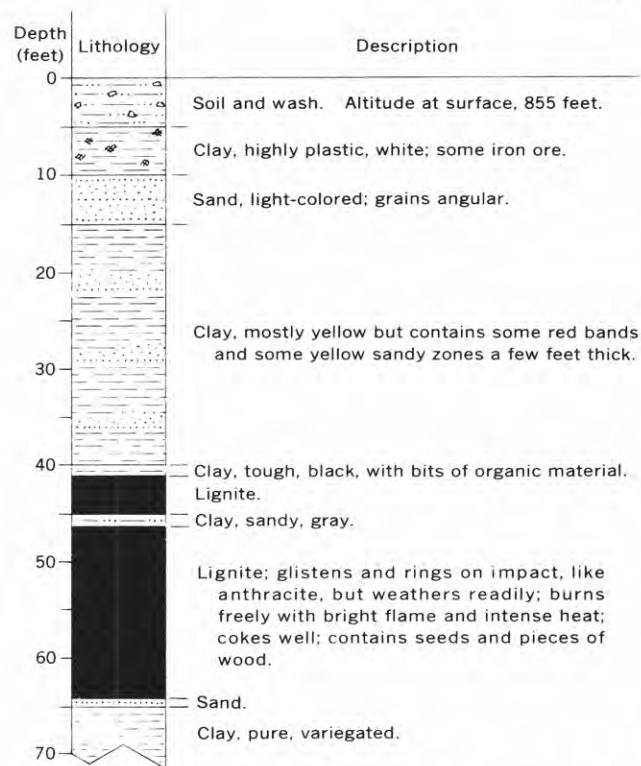 Depth (feet) Lithology Description
0
Soil and wash. Altitude at surface, 855 feet.
Clay, highly plastic, white; some iron ore.
10
Sand, light-colored; grains angular.
20
Clay, mostly yellow but contains some red bands
and some yellow sandy zones a few feet thick.
30
40
Clay, tough, black, with bits of organic material.
Lignite.
Clay, sandy, gray.
50
Lignite; glistens and rings on impact, like
anthracite, but weathers readily; burns
freely with bright flame and intense heat;
cokes well; contains seeds and pieces of
wood.
60
Sand.
Clay, pure, variegated.
70